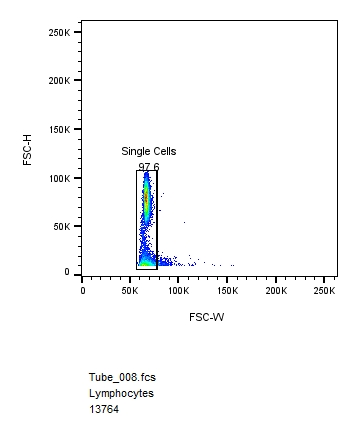 250K
200K
150K
100K
50K
0
FSC-H
Single Cells
97.6
0 50K 100K 150K 200K 250K
FSC-W
Tube_008.fcs
Lymphocytes
13764